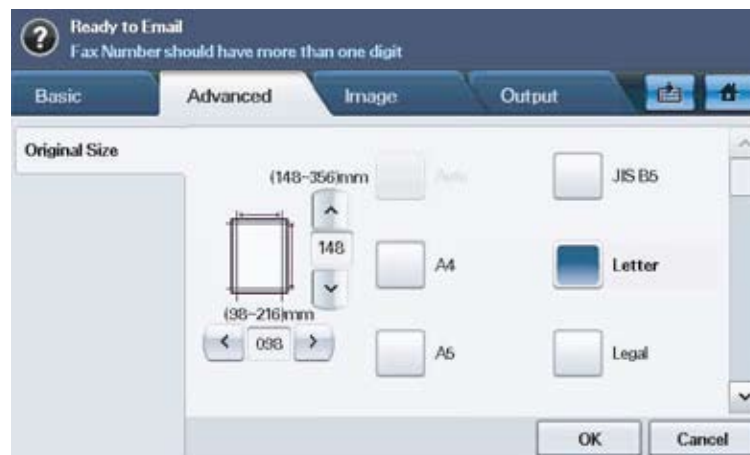 Ready to Email
Fax Number should have more than one digit
Basic Advanced Image Output
Original Size
(148~356)mm Auto JIS B5
148 A4 Letter
(98~216)mm
098 A5 Legal
OK Cancel